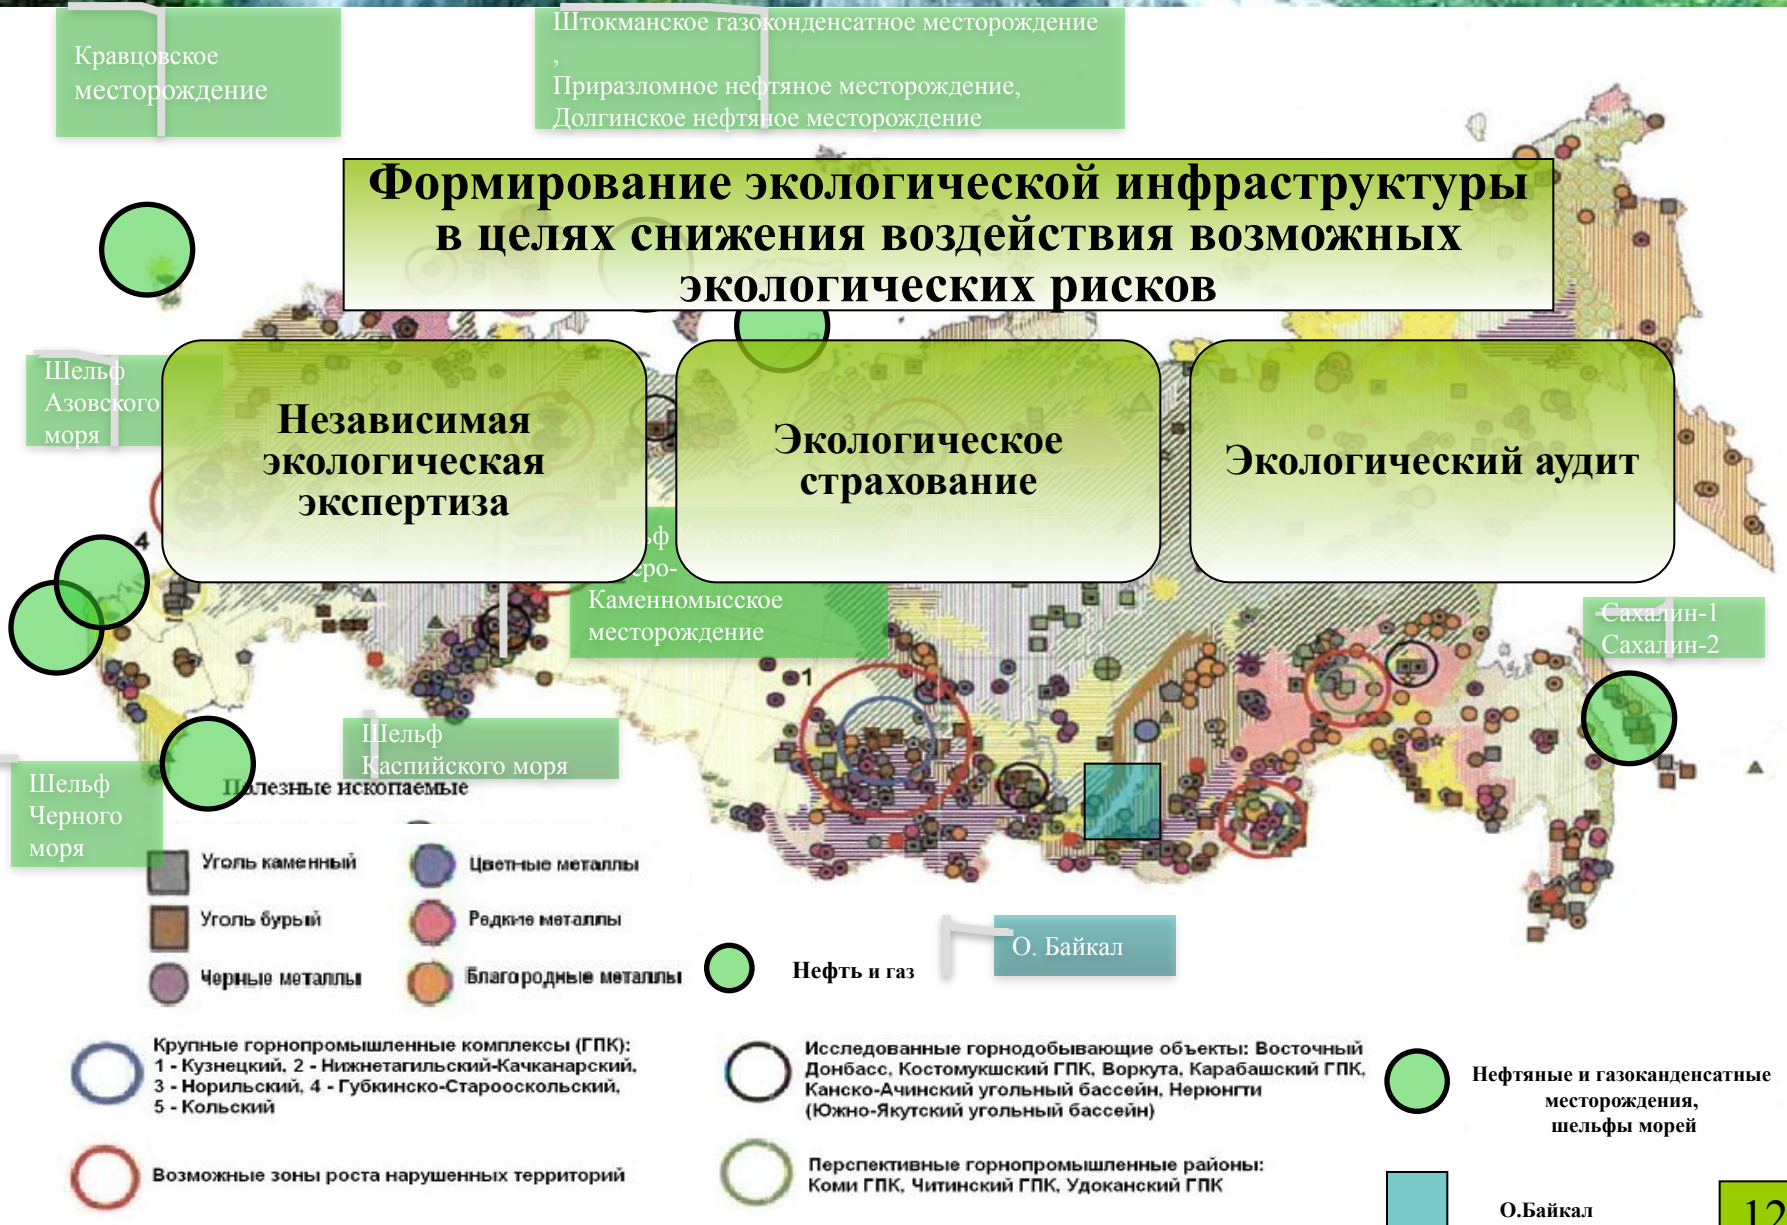 Кравцовское
месторождение
Штокманское газоконденсатное месторождение
,
Приразломное нефтяное месторождение,
Долгинское нефтяное месторождение
Формирование экологической инфраструктуры
в целях снижения воздействия возможных
экологических рисков
Шельф
Азовского
моря
Независимая
экологическая
экспертиза
Экологическое
страхование
Экологический аудит
3
4
Шельф Карского моря
еро-
Каменномысское
месторождение
Сахалин-1
Сахалин-2
1
Шельф
Каспийского моря
Шельф
Черного
моря
Полезные ископаемые
Уголь каменный
Цветные металлы
Уголь бурый
Редкие металлы
Черные металлы
Благородные металлы
Нефть и газ
О. Байкал
Крупные горнопромышленные комплексы (ГПК):
1 - Кузнецкий, 2 - Нижнетагильский-Качканарский,
3 - Норильский, 4 - Губкинско-Старооскольский,
5 - Кольский
Исследованные горнодобывающие объекты: Восточный
Донбасс, Костомукшский ГПК, Воркута, Карабашский ГПК,
Канско-Ачинский угольный бассейн, Нерюнгти
(Южно-Якутский угольный бассейн)
Нефтяные и газоканденсатные
месторождения,
шельфы морей
Возможные зоны роста нарушенных территорий
Перспективные горнопромышленные районы:
Коми ГПК, Читинский ГПК, Удоканский ГПК
О.Байкал
12